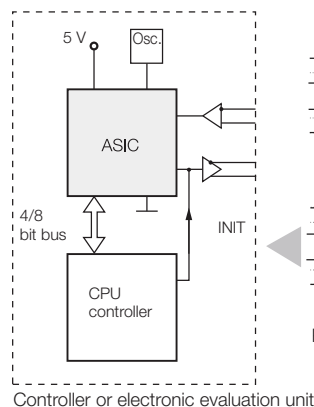 5 V
Osc.
ASIC
4/8
bit bus
INIT
CPU
controller
Controller or electronic evaluation unit